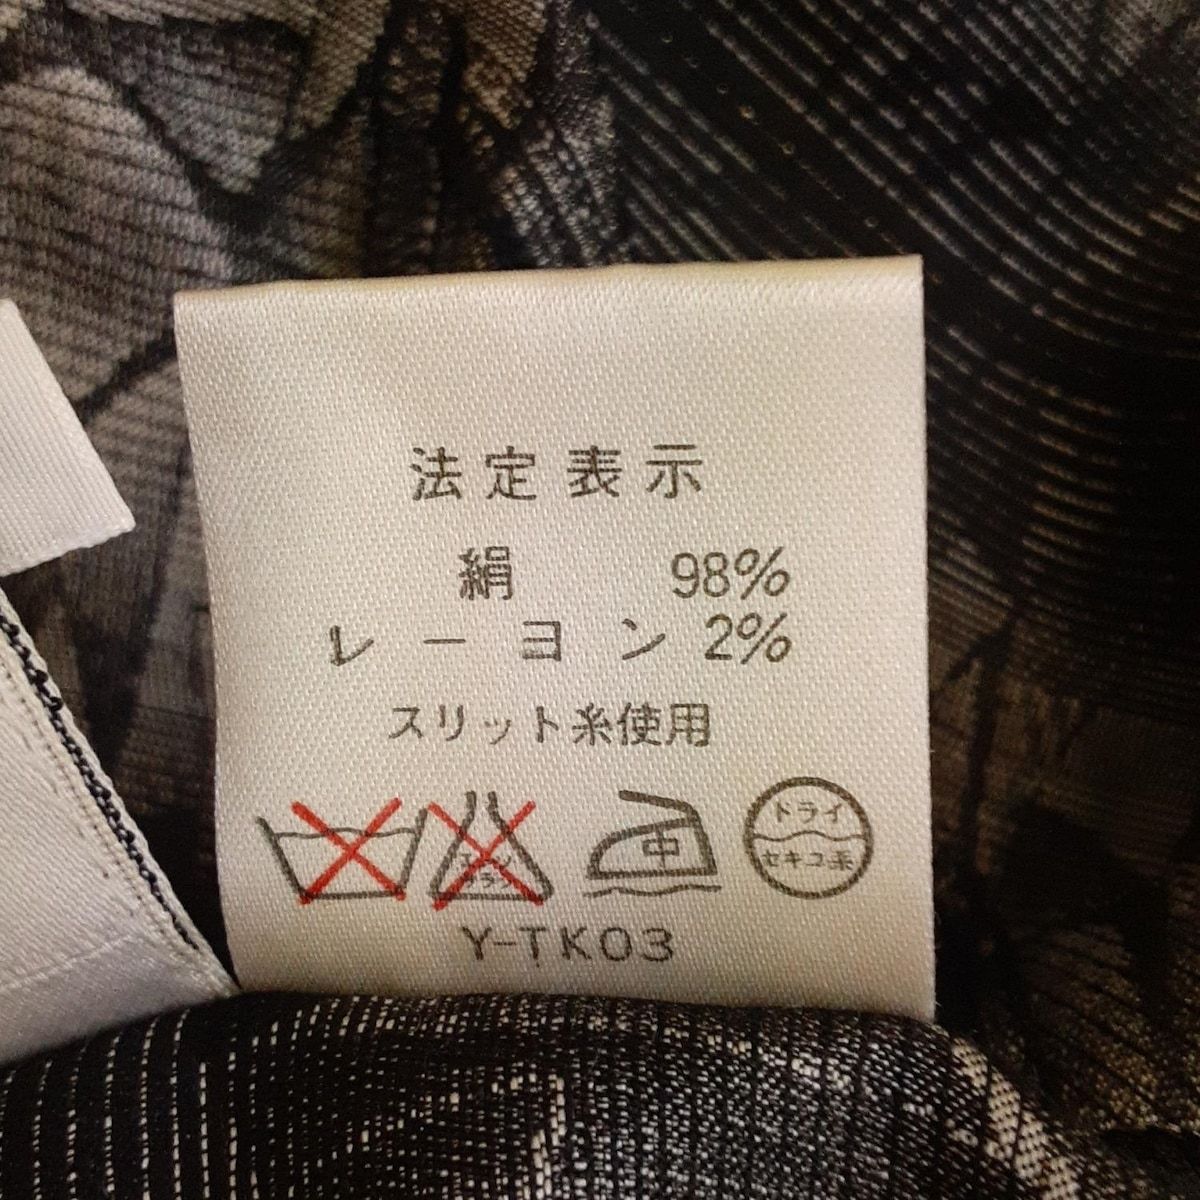 法定表示
絹 98%
レーヨン 2%
スリット糸使用
中
ドライ
セキユ系
Y-TK03